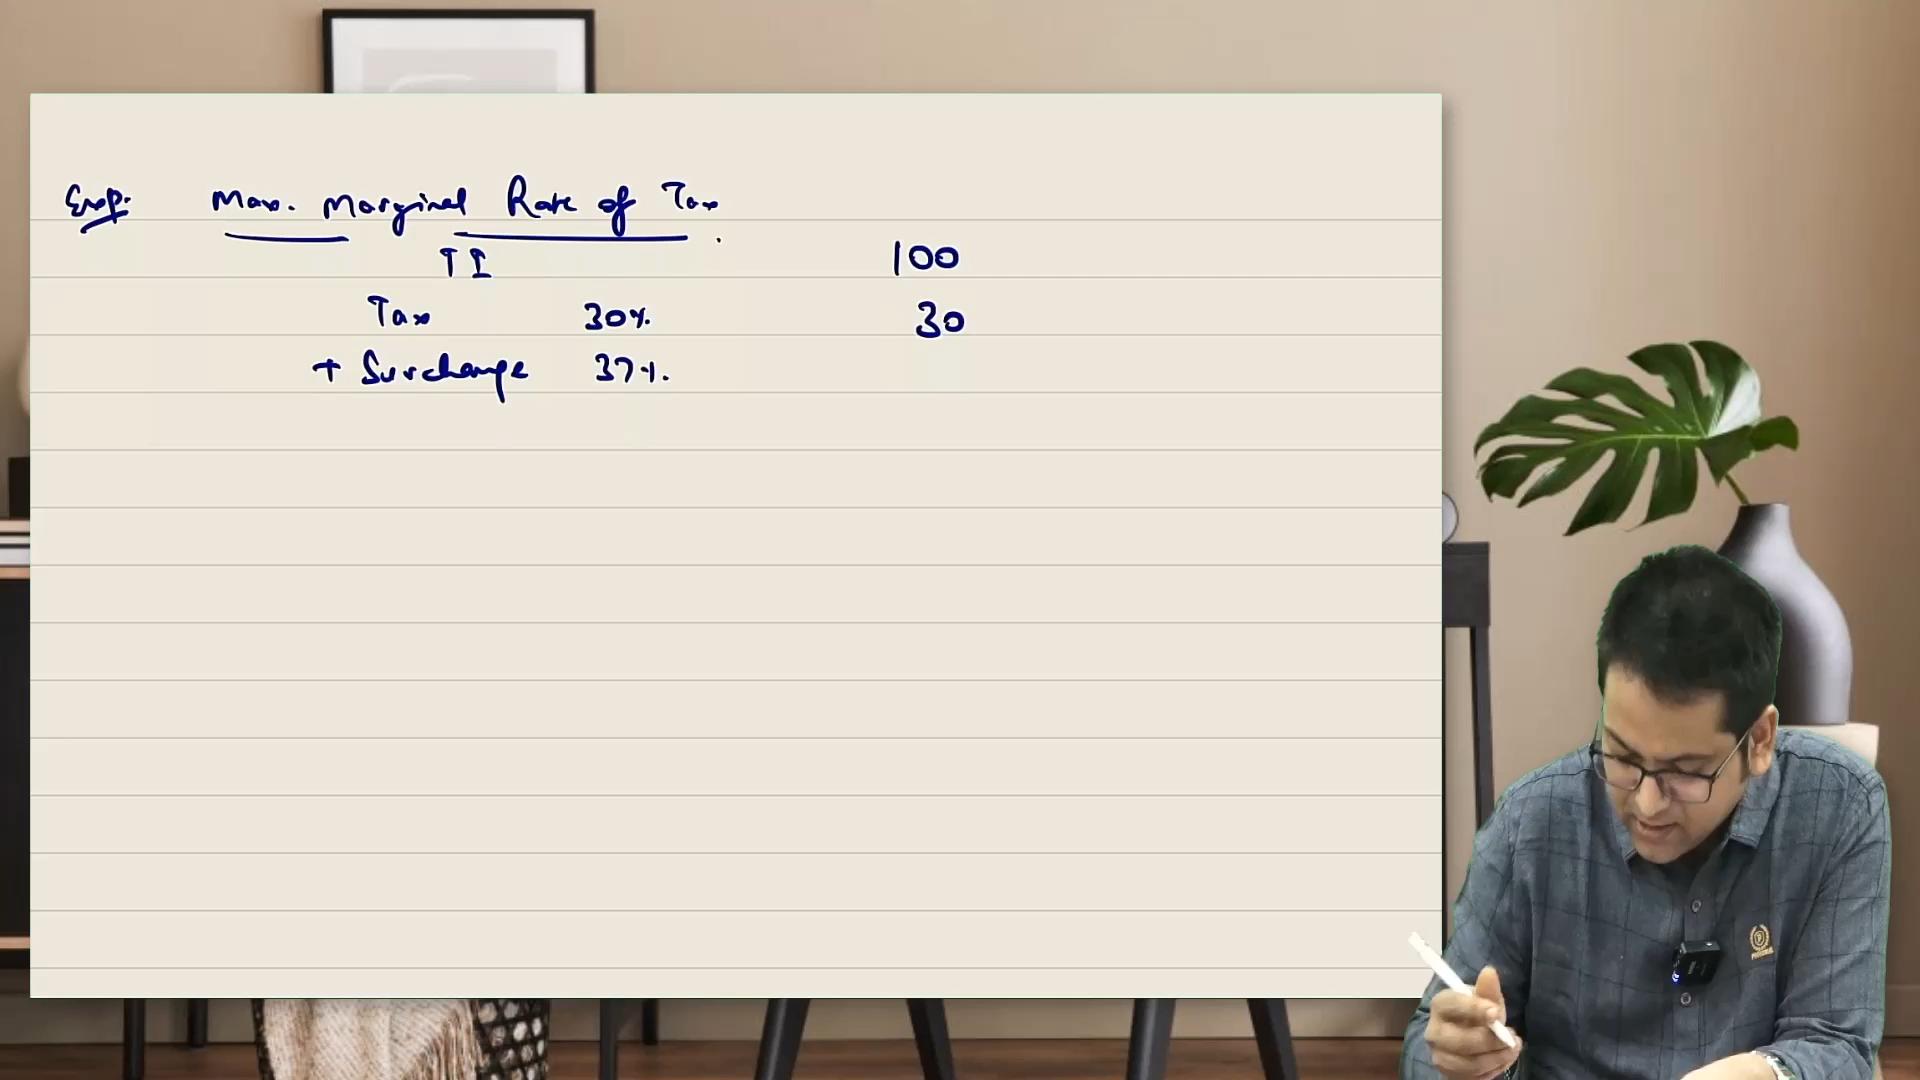 Exp. Max. Marginal Rate of Tax
TI 100
Tax 30% 30
+ Surcharge 37%